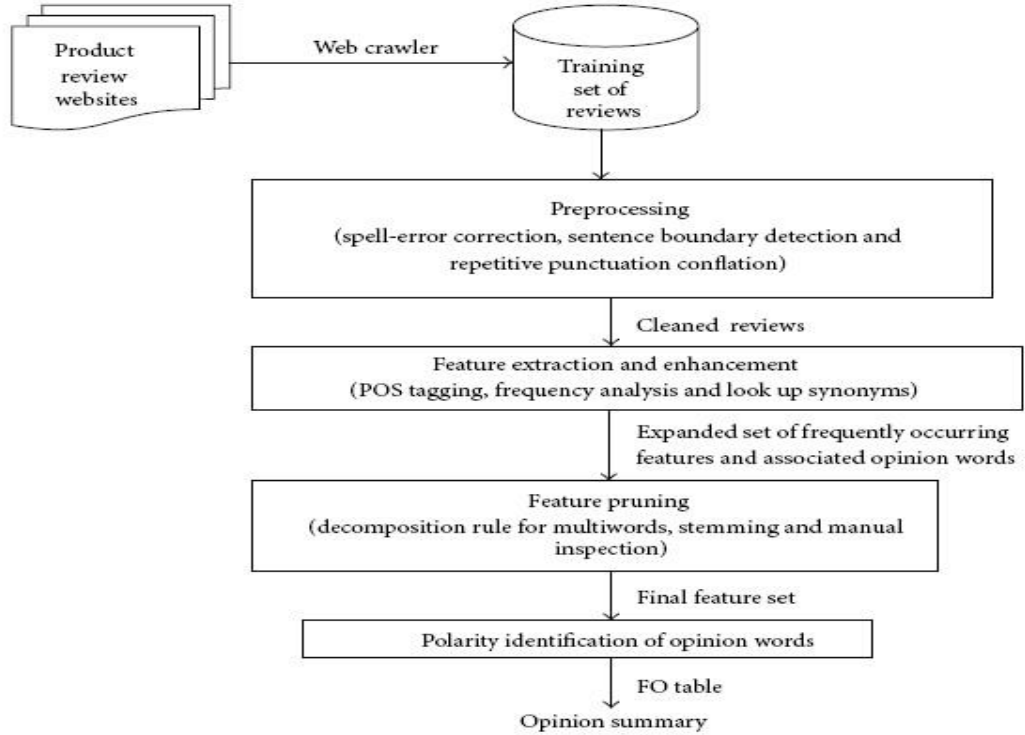 Product
review
websites
Web crawler
Training
set of
reviews
Preprocessing
(spell-error correction, sentence boundary detection and
repetitive punctuation conflation)
Cleaned reviews
Feature extraction and enhancement
(POS tagging, frequency analysis and look up synonyms)
Expanded set of frequently occurring
features and associated opinion words
Feature pruning
(decomposition rule for multiwords, stemming and manual
inspection)
Final feature set
Polarity identification of opinion words
FO table
Opinion summary